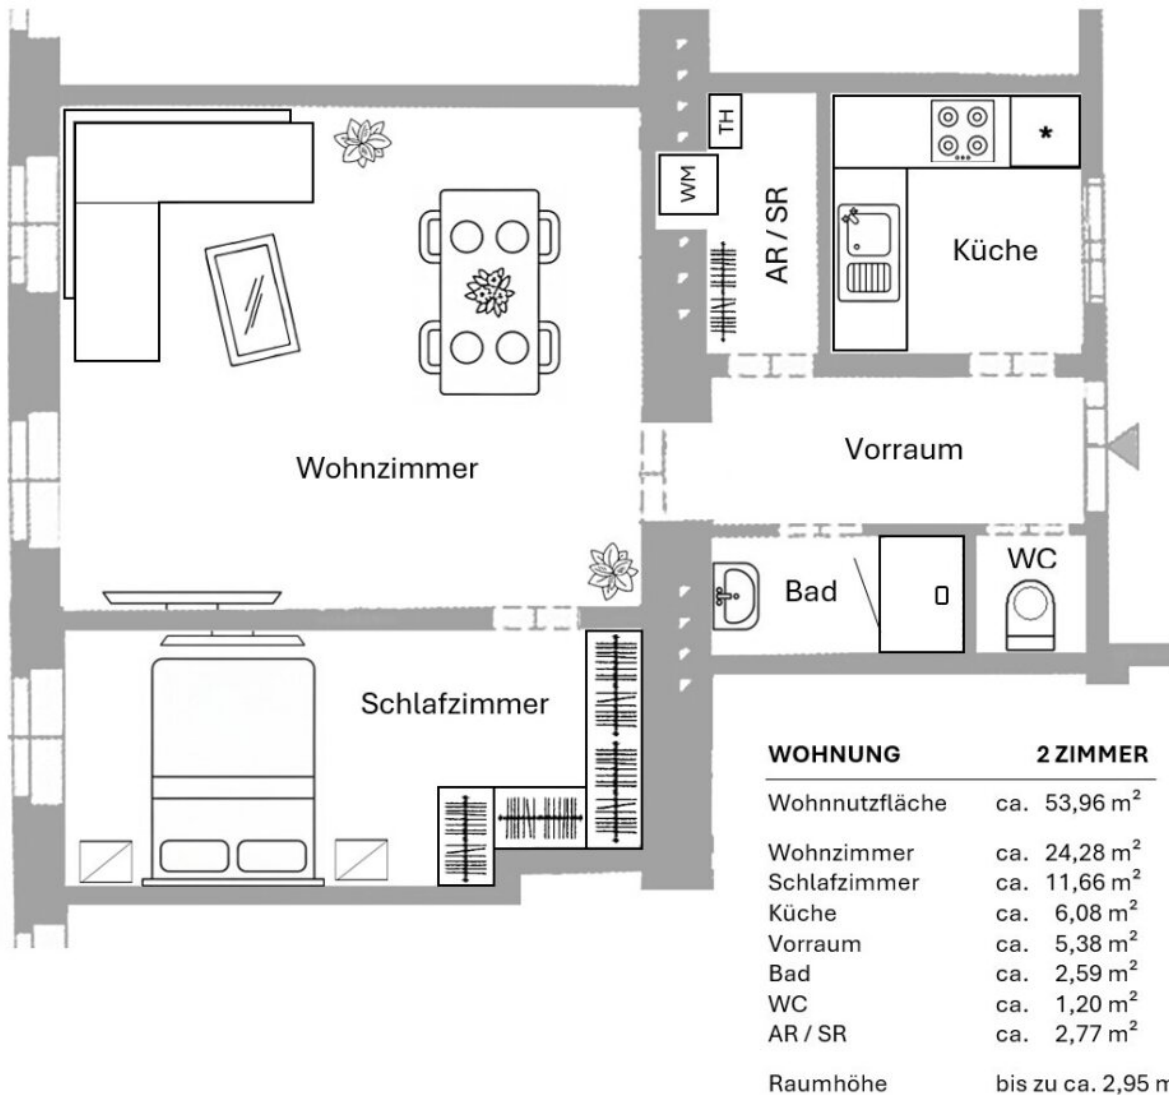 TH
WM
AR / SR
*
Küche
Wohnzimmer
Vorraum
Bad
WC
Schlafzimmer
WOHNUNG 2 ZIMMER
Wohnnutzfläche ca. 53,96 m²
Wohnzimmer ca. 24,28 m²
Schlafzimmer ca. 11,66 m²
Küche ca. 6,08 m²
Vorraum ca. 5,38 m²
Bad ca. 2,59 m²
WC ca. 1,20 m²
AR / SR ca. 2,77 m²
Raumhöhe bis zu ca. 2,95 m